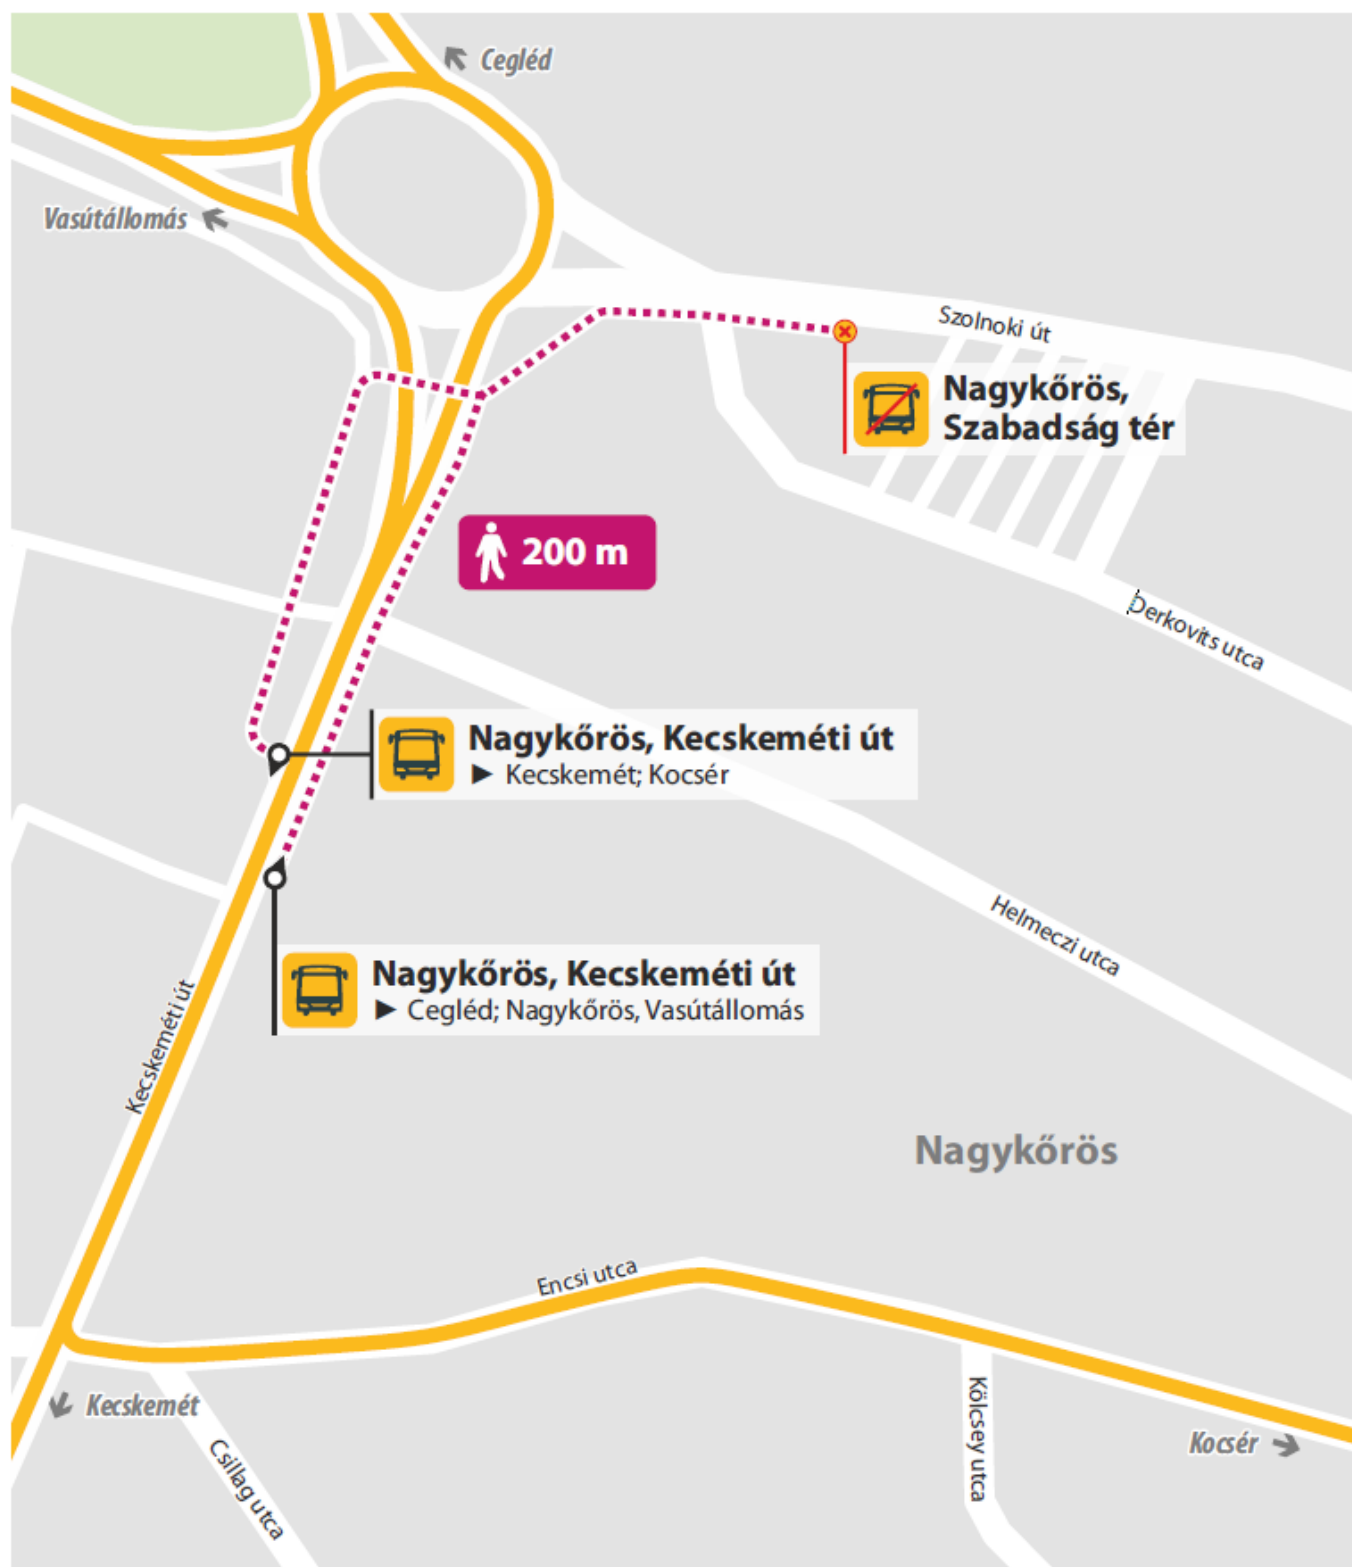 Cegléd
Vasútállomás
Szolnoki út
Nagykőrös,
Szabadság tér
200 m
Derkovits utca
Nagykőrös, Kecskeméti út
► Kecskemét; Kocsér
Helmeczi utca
Nagykőrös, Kecskeméti út
► Cegléd; Nagykőrös, Vasútállomás
Kecskeméti út
Nagykőrös
Encsi utca
Kecskemét
Kölcsey utca
Kocsér
Csillag utca